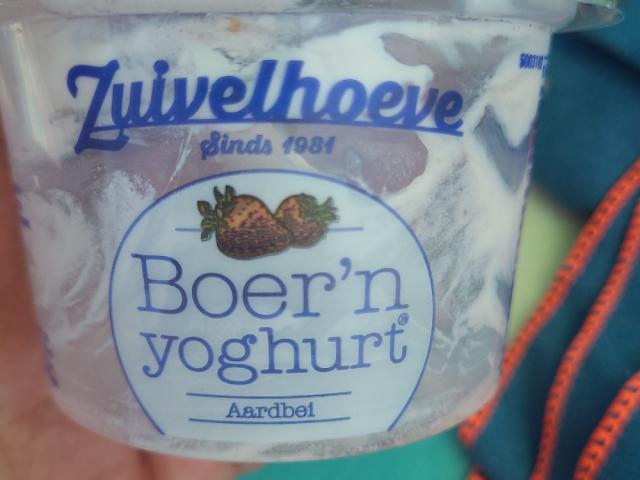 Zuivelhoeve
Sinds 1981
Boer'n
yoghurt®
Aardbei